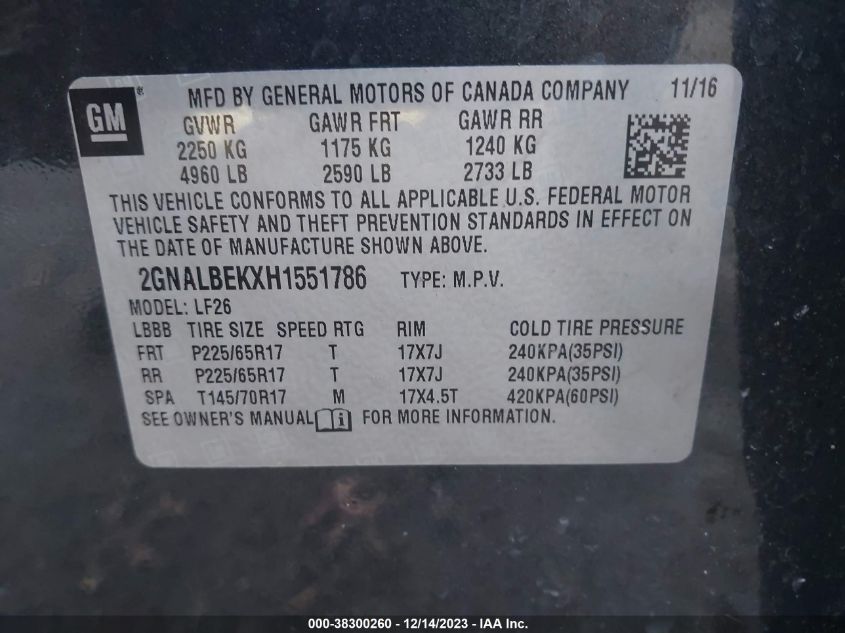 GM ® MFD BY GENERAL MOTORS OF CANADA COMPANY 11/16
GVWR GAWR FRT GAWR RR
2250 KG 1175 KG 1240 KG
4960 LB 2590 LB 2733 LB
THIS VEHICLE CONFORMS TO ALL APPLICABLE U.S. FEDERAL MOTOR
VEHICLE SAFETY AND THEFT PREVENTION STANDARDS IN EFFECT ON
THE DATE OF MANUFACTURE SHOWN ABOVE.
2GNALBEKXH1551786 TYPE: M.P.V.
MODEL: LF26
LBBB TIRE SIZE SPEED RTG RIM COLD TIRE PRESSURE
FRT P225/65R17 T 17X7J 240KPA(35PSI)
RR P225/65R17 T 17X7J 240KPA(35PSI)
SPA T145/70R17 M 17X4.5T 420KPA(60PSI)
SEE OWNER'S MANUAL i FOR MORE INFORMATION.
000-38300260 - 12/14/2023 - IAA Inc.